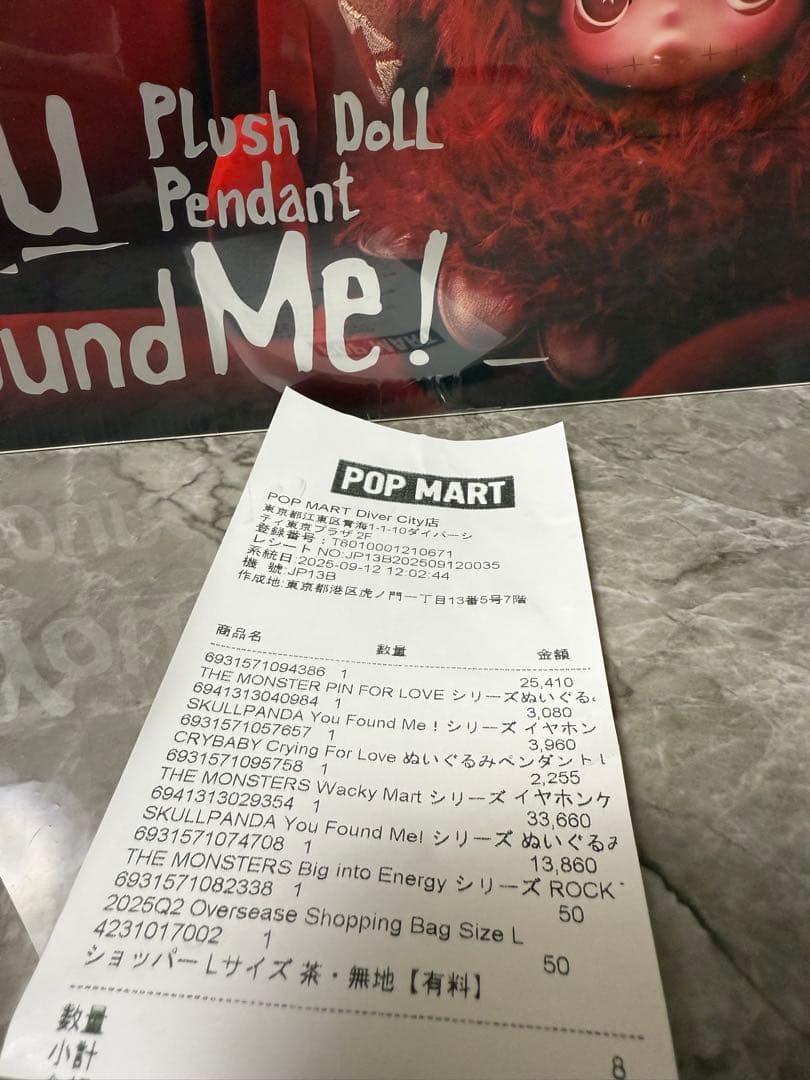 u Plush Doll
Pendant
ound Me!
POP MART
POP MART Diver City店
東京都江東区青海1-1-10ダイバーシ
ティ東京プラザ 2F
登録番号:T8010001210671
レシート NO:JP13B202509120035
系統日:2025-09-12 12:02:44
機 號:JP13B
作成地:東京都港区虎ノ門一丁目13番5号7階
商品名 数量 金額
6931571094386 1 25,410
THE MONSTER PIN FOR LOVE シリーズぬいぐる
6941313040984 1 3,080
SKULLPANDA You Found Me ! シリーズ イヤホン
6931571057657 1 3,960
CRYBABY Crying For Love ぬいぐるみペンダント
6931571095758 1 2,255
THE MONSTERS Wacky Mart シリーズ イヤホンケ
6941313029354 1 33,660
SKULLPANDA You Found Me! シリーズ ぬいぐるみ
6931571074708 1 13,860
THE MONSTERS Big into Energy シリーズ ROCK
6931571082338 1 50
2025Q2 Oversease Shopping Bag Size L
4231017002 1 50
ショッパー Lサイズ 茶・無地【有料】
数量 8
小計